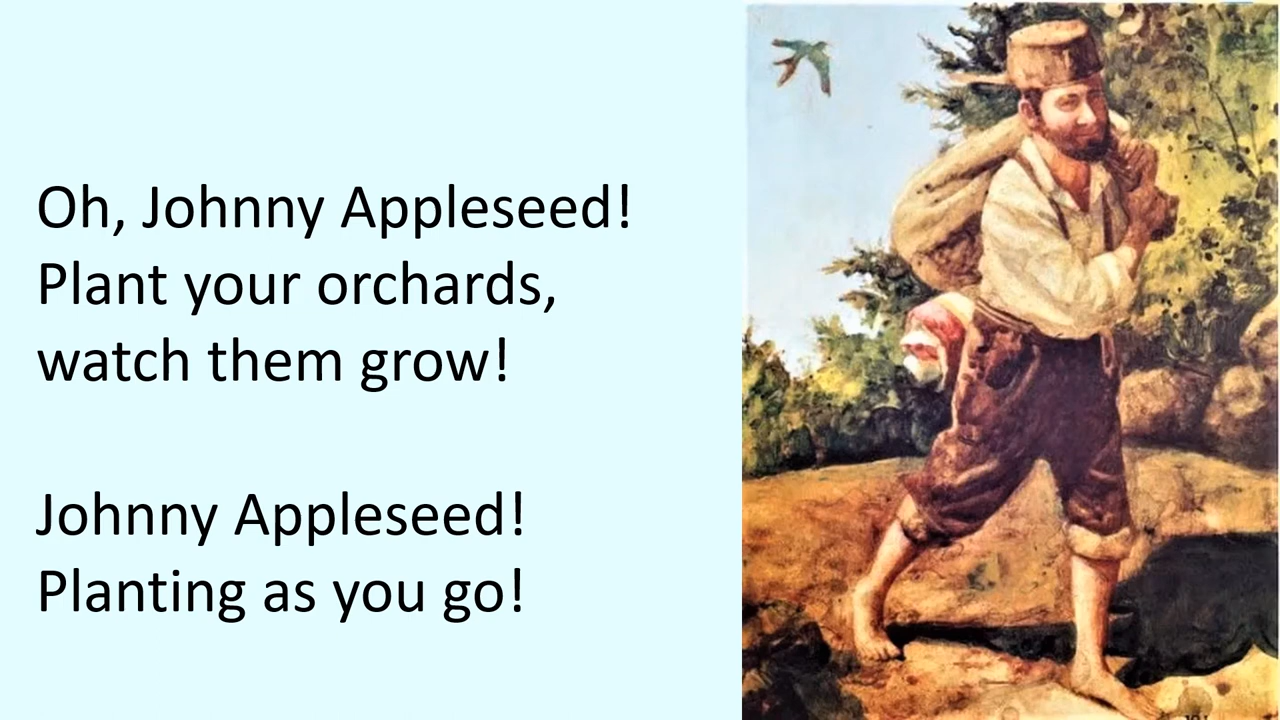 Oh, Johnny Appleseed!
Plant your orchards,
watch them grow!
Johnny Appleseed!
Planting as you go!